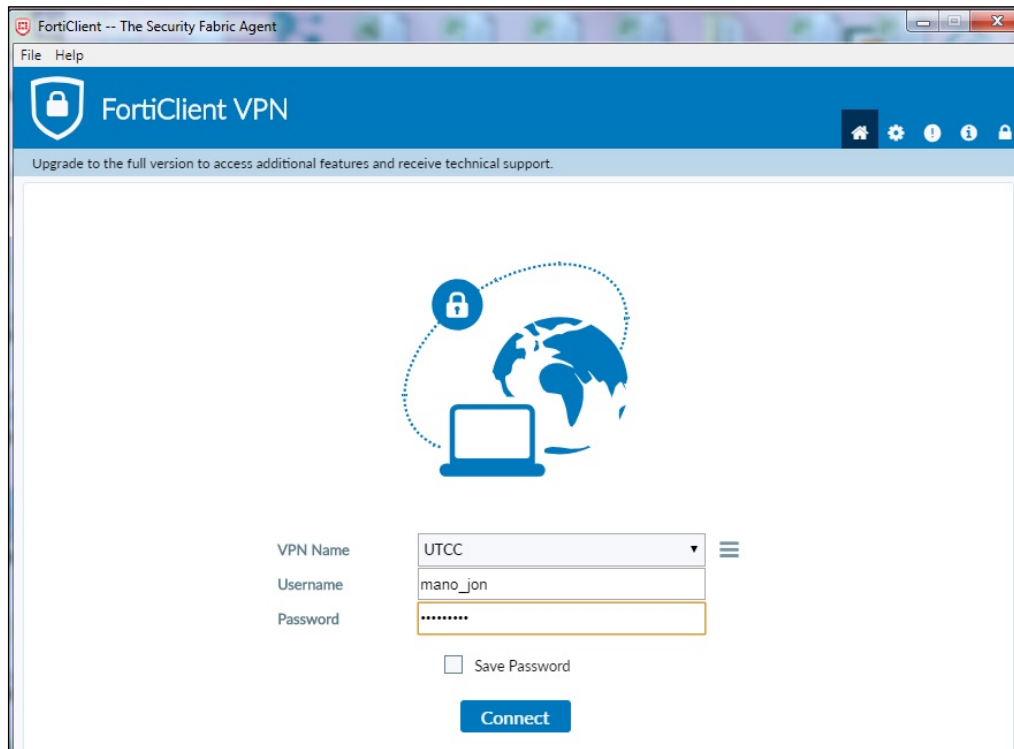 FortiClient -- The Security Fabric Agent
File Help
FortiClient VPN
Upgrade to the full version to access additional features and receive technical support.
VPN Name UTCC
Username mano_jon
Password •••••••••
Save Password
Connect